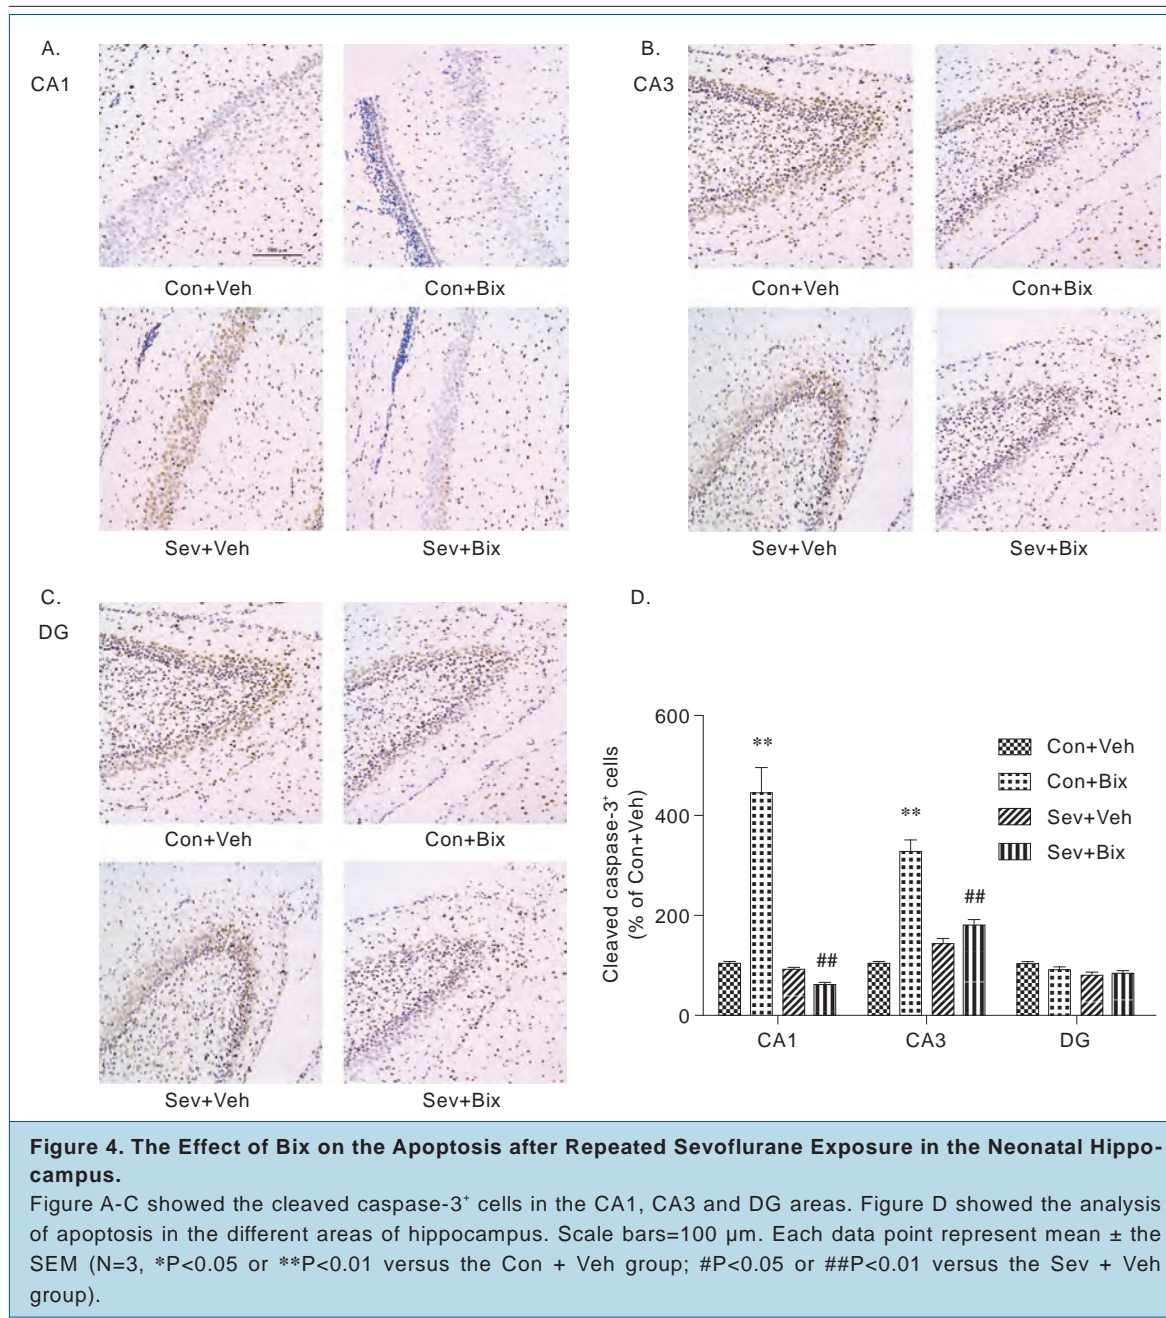 A.
CA1
Con+Veh
Con+Bix
Sev+Veh
Sev+Bix
B.
CA3
Con+Veh
Con+Bix
Sev+Veh
Sev+Bix
C.
DG
Con+Veh
Con+Bix
Sev+Veh
Sev+Bix
D.
Cleaved caspase-3⁺ cells
(% of Con+Veh)
600
400
200
0
**
##
**
##
CA1
CA3
DG
Con+Veh
Con+Bix
Sev+Veh
Sev+Bix
Figure 4. The Effect of Bix on the Apoptosis after Repeated Sevoflurane Exposure in the Neonatal Hippo-
campus.
Figure A-C showed the cleaved caspase-3⁺ cells in the CA1, CA3 and DG areas. Figure D showed the analysis
of apoptosis in the different areas of hippocampus. Scale bars=100 µm. Each data point represent mean ± the
SEM (N=3, *P<0.05 or **P<0.01 versus the Con + Veh group; #P<0.05 or ##P<0.01 versus the Sev + Veh
group).